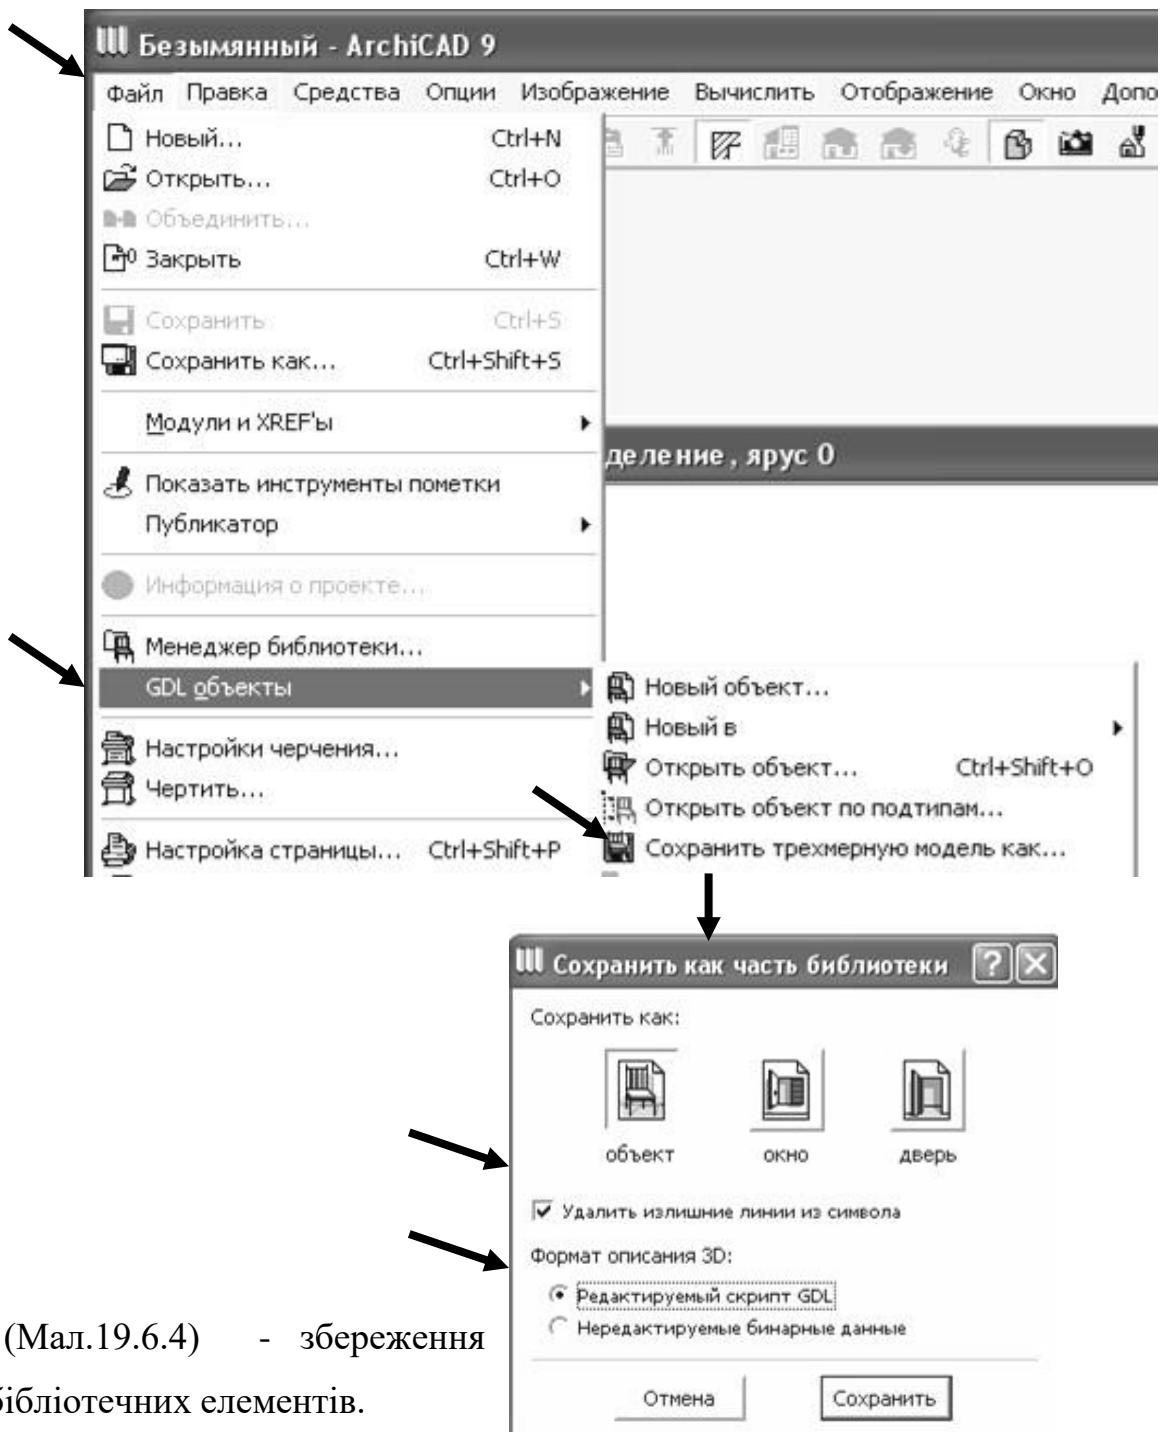 Безымянный - ArchiCAD 9
Файл Правка Средства Опции Изображение Вычислить Отображение Окно Допо
Новый... Ctrl+N
Открыть... Ctrl+O
Объединить...
Закрыть Ctrl+W
Сохранить Ctrl+S
Сохранить как... Ctrl+Shift+S
Модули и XREF'ы
деление, ярус 0
Показать инструменты пометки
Публикатор
Информация о проекте...
Менеджер библиотеки...
GDL объекты
Новый объект...
Новый в
Настройки черчения...
Открыть объект... Ctrl+Shift+O
Чертить...
Открыть объект по подтипам...
Настройка страницы... Ctrl+Shift+P
Сохранить трехмерную модель как...
Сохранить как часть библиотеки
Сохранить как:
объект окно дверь
Удалить излишние линии из символа
Формат описания 3D:
Редактируемый скрипт GDL
Нередактируемые бинарные данные
Отмена Сохранить
(Мал.19.6.4) - збереження
бібліотечних елементів.